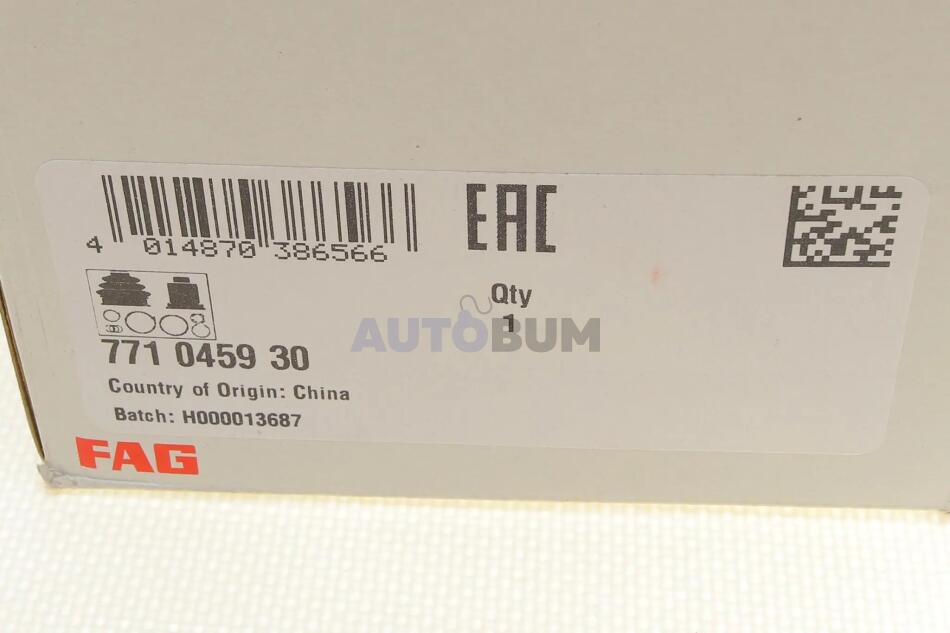 4 014870 386566
EAC
Qty
1
AUTOBUM
771 0459 30
Country of Origin: China
Batch: H000013687
FAG